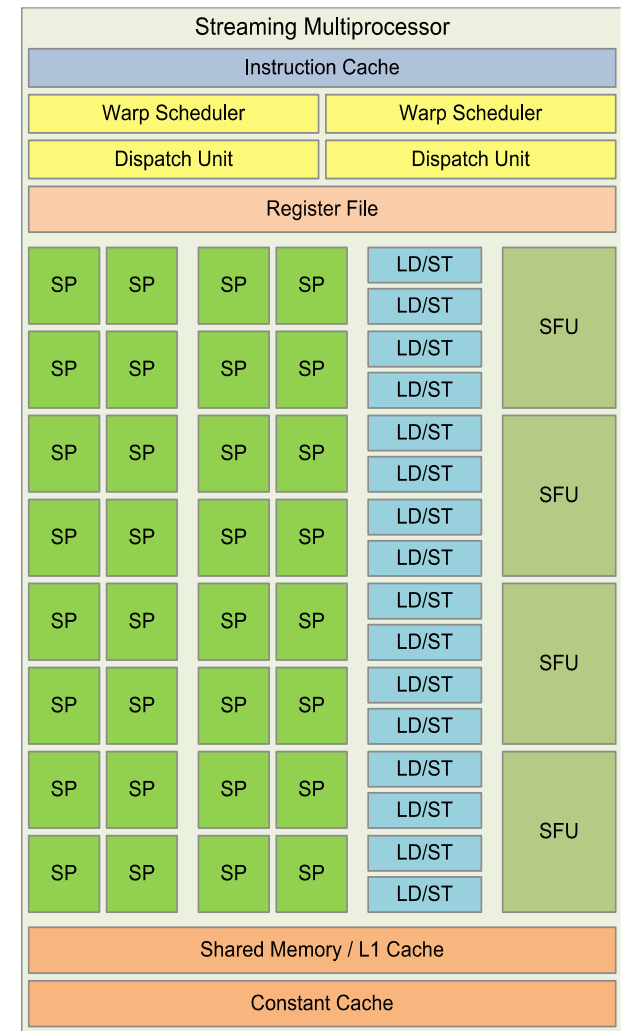 Streaming Multiprocessor
Instruction Cache
Warp Scheduler Warp Scheduler
Dispatch Unit Dispatch Unit
Register File
SP SP SP SP LD/ST SFU
LD/ST
SP SP SP SP LD/ST
LD/ST
SP SP SP SP LD/ST SFU
LD/ST
SP SP SP SP LD/ST
LD/ST
SP SP SP SP LD/ST SFU
LD/ST
SP SP SP SP LD/ST
LD/ST
SP SP SP SP LD/ST SFU
LD/ST
SP SP SP SP LD/ST
LD/ST
Shared Memory / L1 Cache
Constant Cache